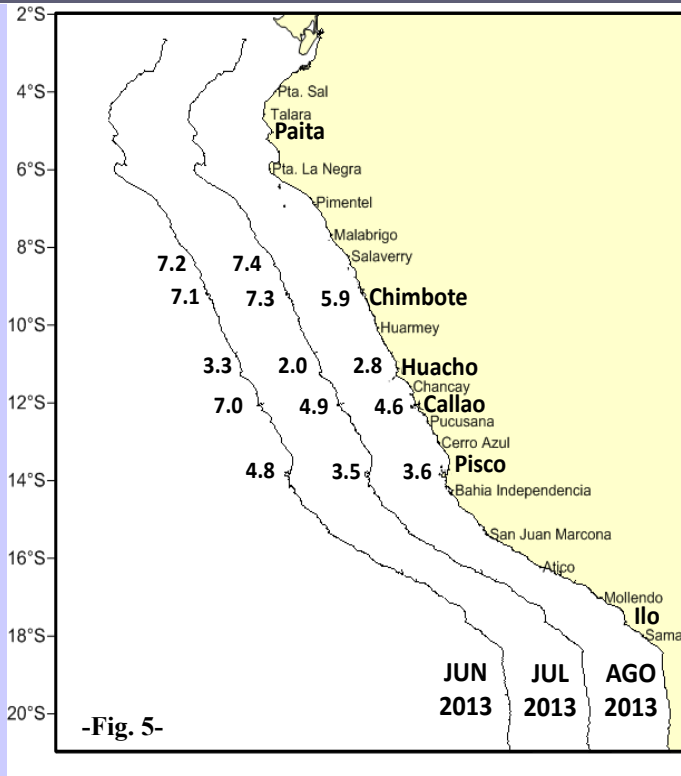 2°S
4°S
Pta. Sal
Talara
Paita
6°S
Pta. La Negra
Pimentel
Malabrigo
8°S
Salaverry
7.2 7.4
7.1 7.3 5.9 Chimbote
10°S
Huarmey
3.3 2.0 2.8 Huacho
Chancay
12°S
7.0 4.9 4.6 Callao
Pucusana
Cerro Azul
Pisco
14°S
4.8 3.5 3.6
Bahia Independencia
San Juan Marcona
16°S
Atico
Mollendo
Ilo
18°S
Sama
JUN JUL AGO
2013 2013 2013
20°S
-Fig. 5-